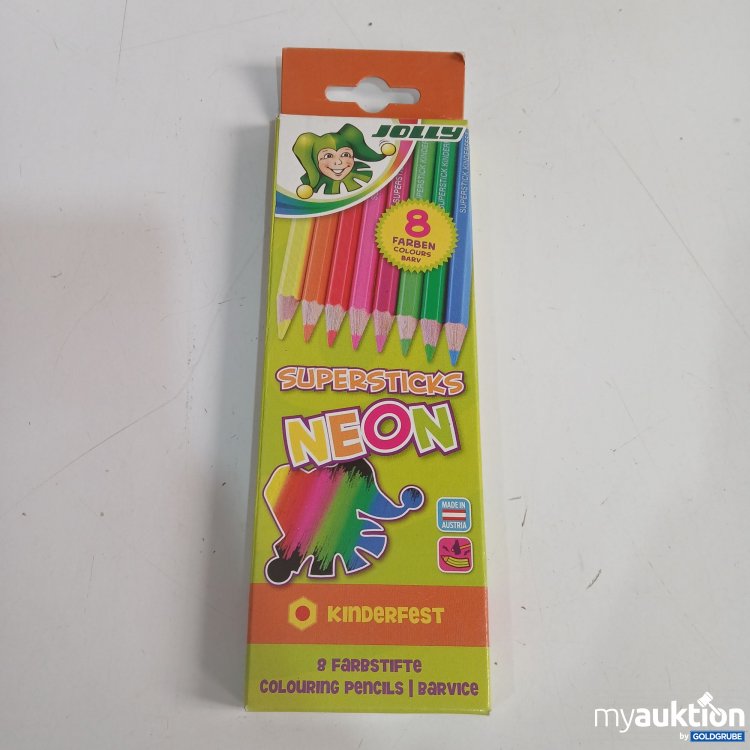 JOLLY
SUPERSTICK KINDERFES
8
FARBEN
COLOURS
BARV
SUPERSTICKS
NEON
MADE IN
AUSTRIA
KINDERFEST
8 FARBSTIFTE
COLOURING PENCILS | BARVICE
myauktion
by GOLDGRUBE